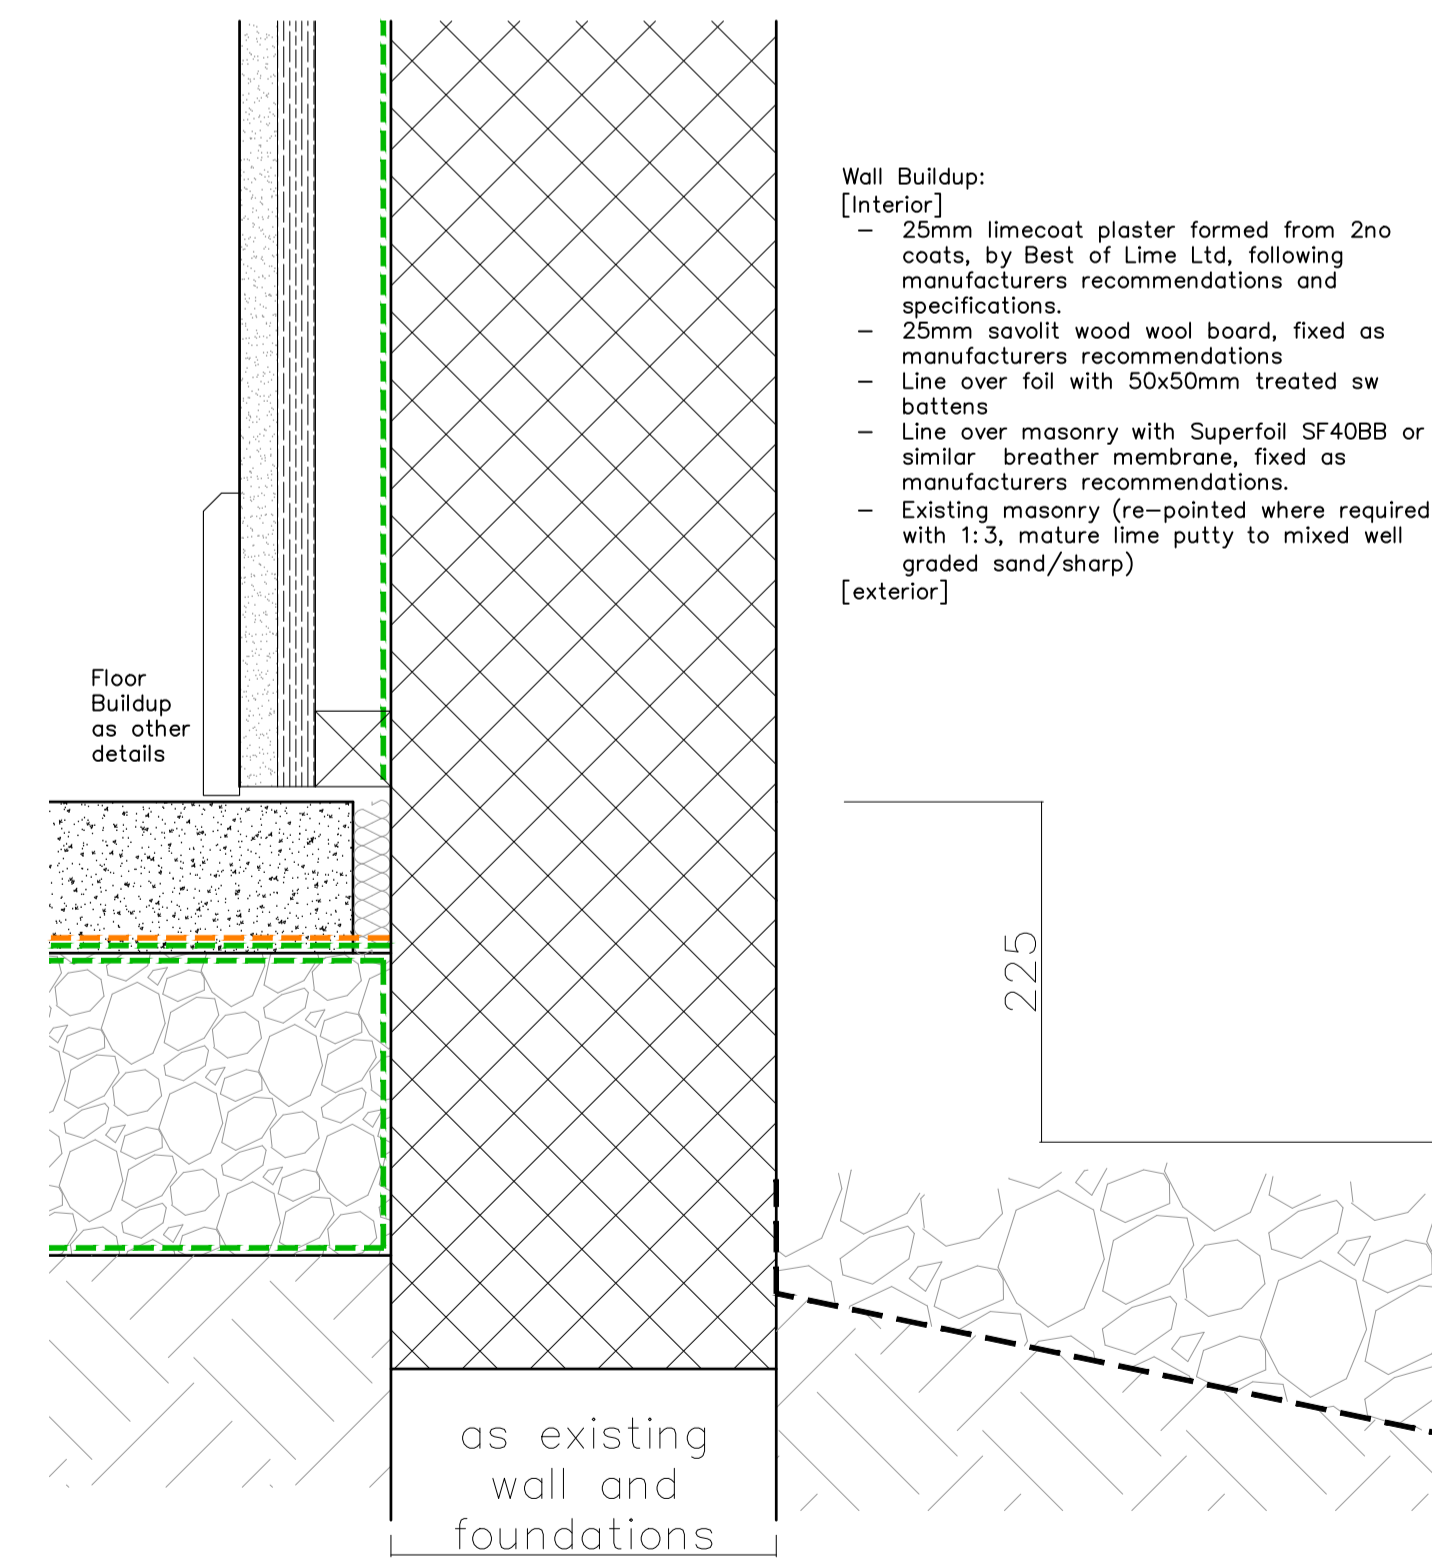 Wall Buildup:
[Interior]
– 25mm limecoat plaster formed from 2no
coats, by Best of Lime Ltd, following
manufacturers recommendations and
specifications.
– 25mm savolit wood wool board, fixed as
manufacturers recommendations
– Line over foil with 50x50mm treated sw
battens
– Line over masonry with Superfoil SF40BB or
similar breather membrane, fixed as
manufacturers recommendations.
– Existing masonry (re-pointed where required
with 1:3, mature lime putty to mixed well
graded sand/sharp)
[exterior]
Floor
Buildup
as other
details
225
as existing
wall and
foundations